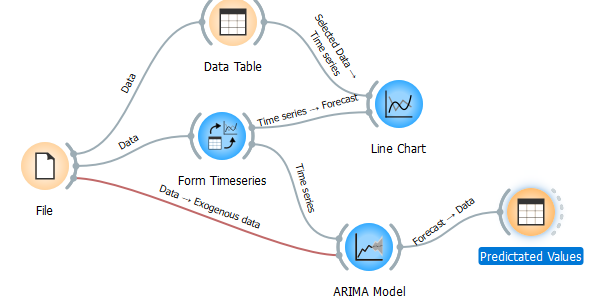 Data Table
Selected Data →
Time series
Data
Time series → Forecast
Data
Line Chart
Form Timeseries
File
Data → Exogenous data
Time series
Forecast → Data
Predictated Values
ARIMA Model